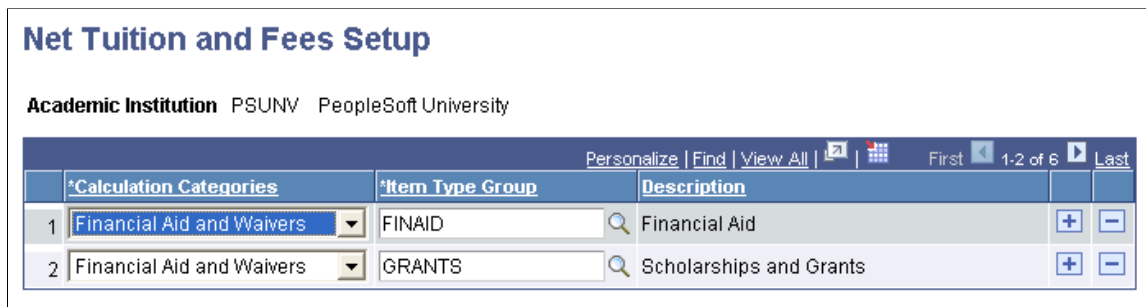 Net Tuition and Fees Setup
Academic Institution PSUNV PeopleSoft University
Personalize | Find | View All | | First 1-2 of 6 Last
*Calculation Categories *Item Type Group Description
1 Financial Aid and Waivers FINAID Financial Aid
2 Financial Aid and Waivers GRANTS Scholarships and Grants